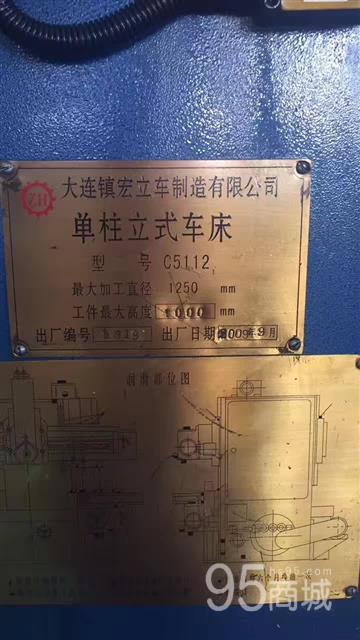 ZH
大连镇宏立车制造有限公司
单柱立式车床
型 号 C5112
最大加工直径 1250 mm
工件最大高度 1000 mm
出厂编号 出厂日期 2009年9月
润滑部位图
95商城